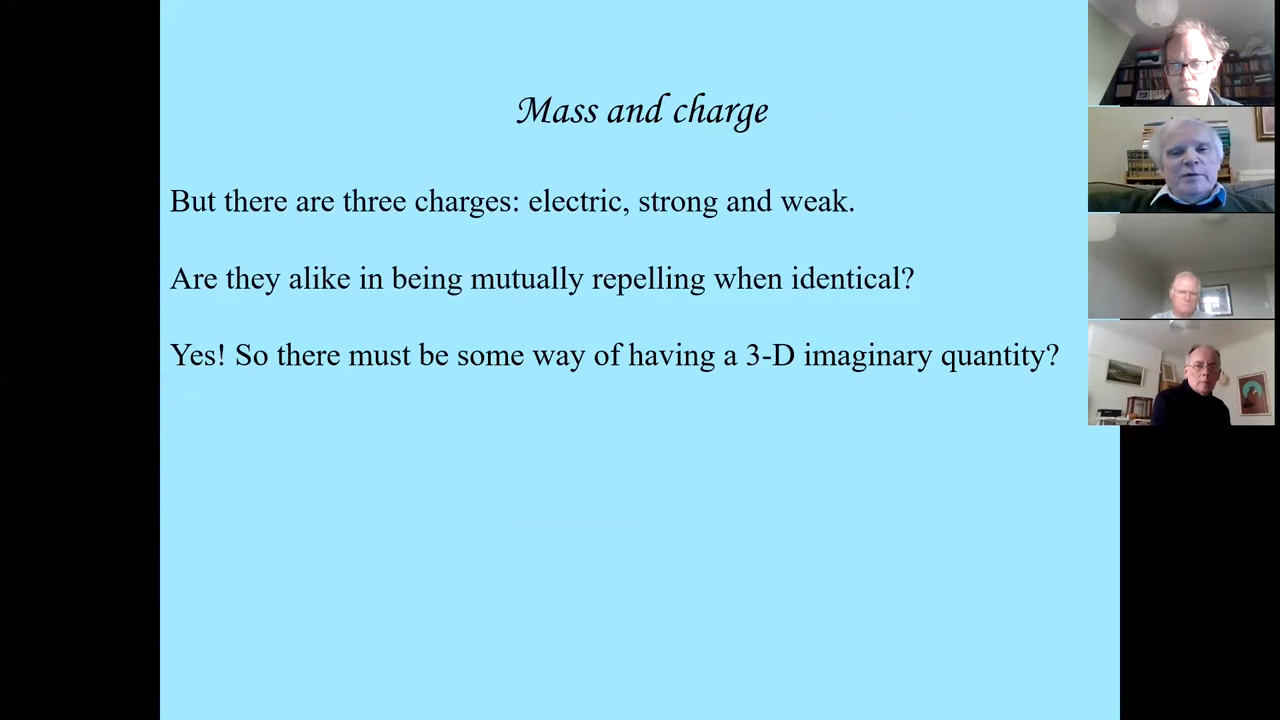 Mass and charge
But there are three charges: electric, strong and weak.
Are they alike in being mutually repelling when identical?
Yes! So there must be some way of having a 3-D imaginary quantity?